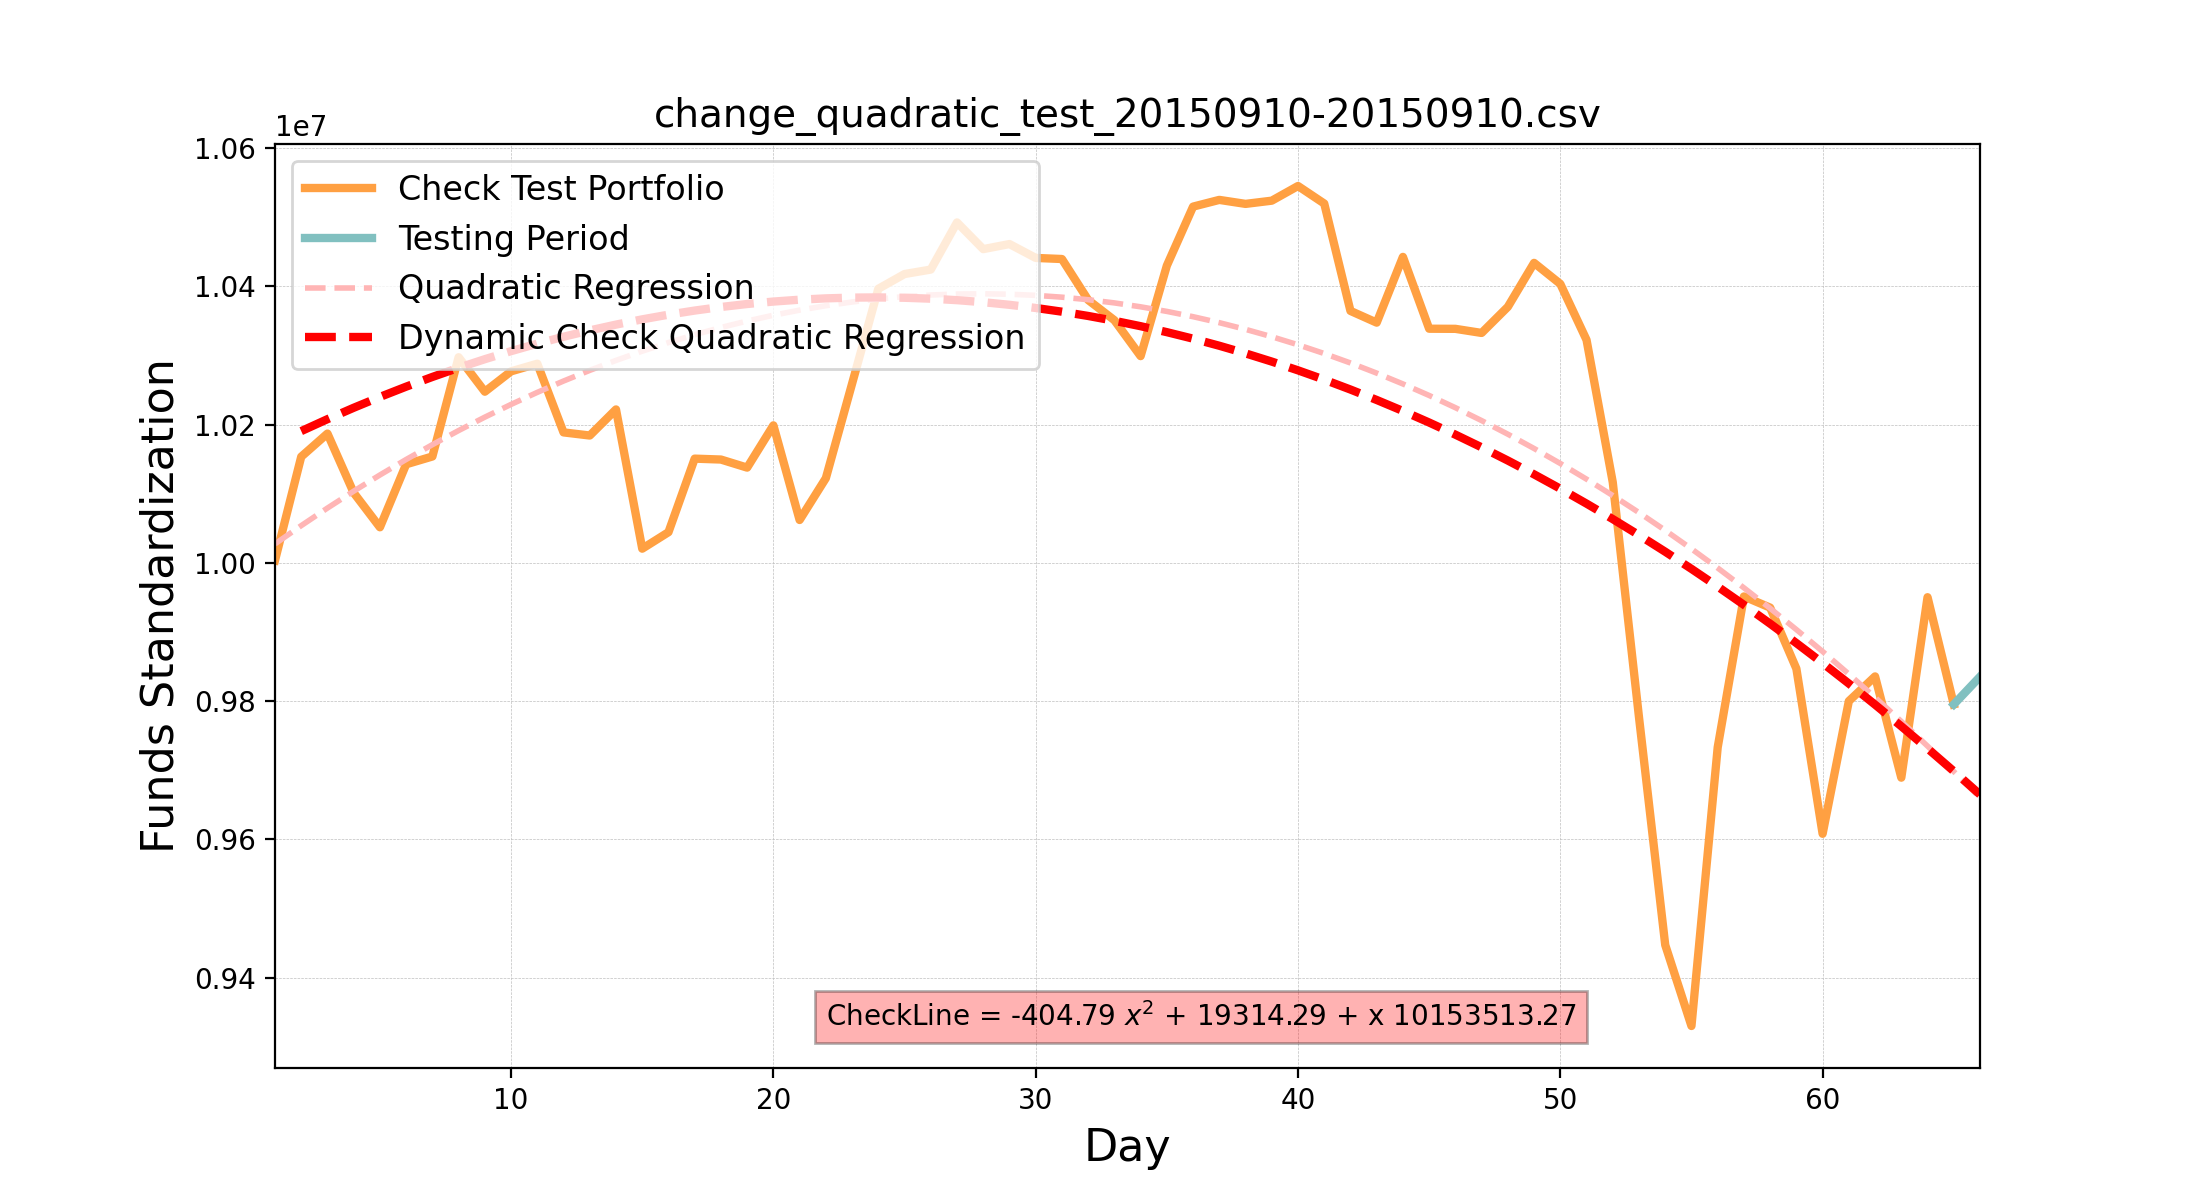 change_quadratic_test_20150910-20150910.csv
1e7
1.06
1.04
1.02
1.00
0.98
0.96
0.94
Funds Standardization
Check Test Portfolio
Testing Period
Quadratic Regression
Dynamic Check Quadratic Regression
CheckLine = -404.79 x² + 19314.29 + x 10153513.27
10 20 30 40 50 60
Day